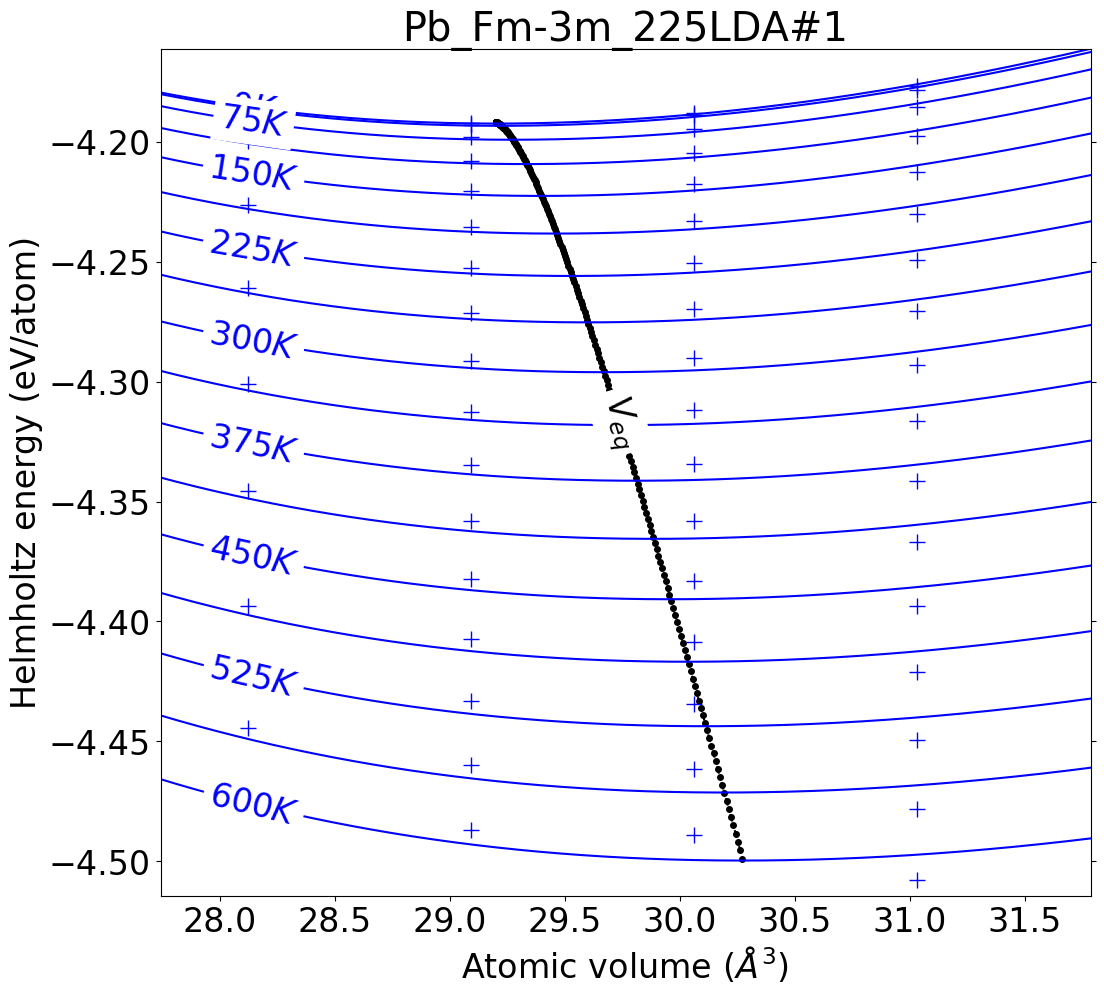 Pb_Fm-3m_225LDA#1
Helmholtz energy (eV/atom)
−4.20
−4.25
−4.30
−4.35
−4.40
−4.45
−4.50
75K
150K
225K
300K
375K
450K
525K
600K
V_eq
28.0 28.5 29.0 29.5 30.0 30.5 31.0 31.5
Atomic volume (Å³)